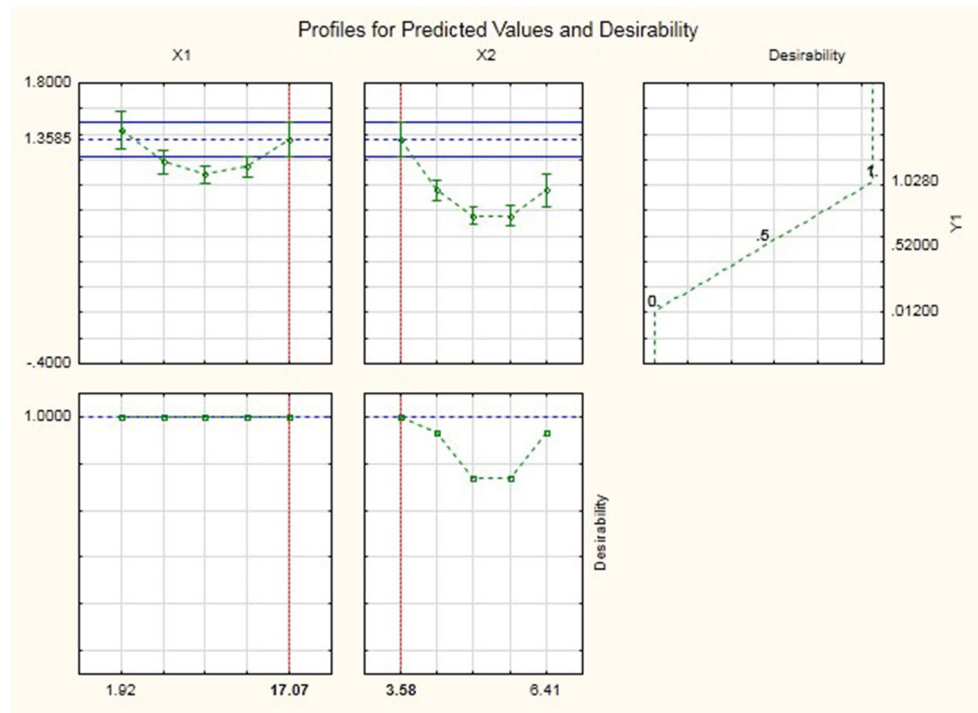 Profiles for Predicted Values and Desirability
X1
X2
Desirability
1.8000
1.3585
-.4000
1.
.5
0.
1.0280
.52000
.01200
Y1
1.0000
Desirability
1.92
17.07
3.58
6.41